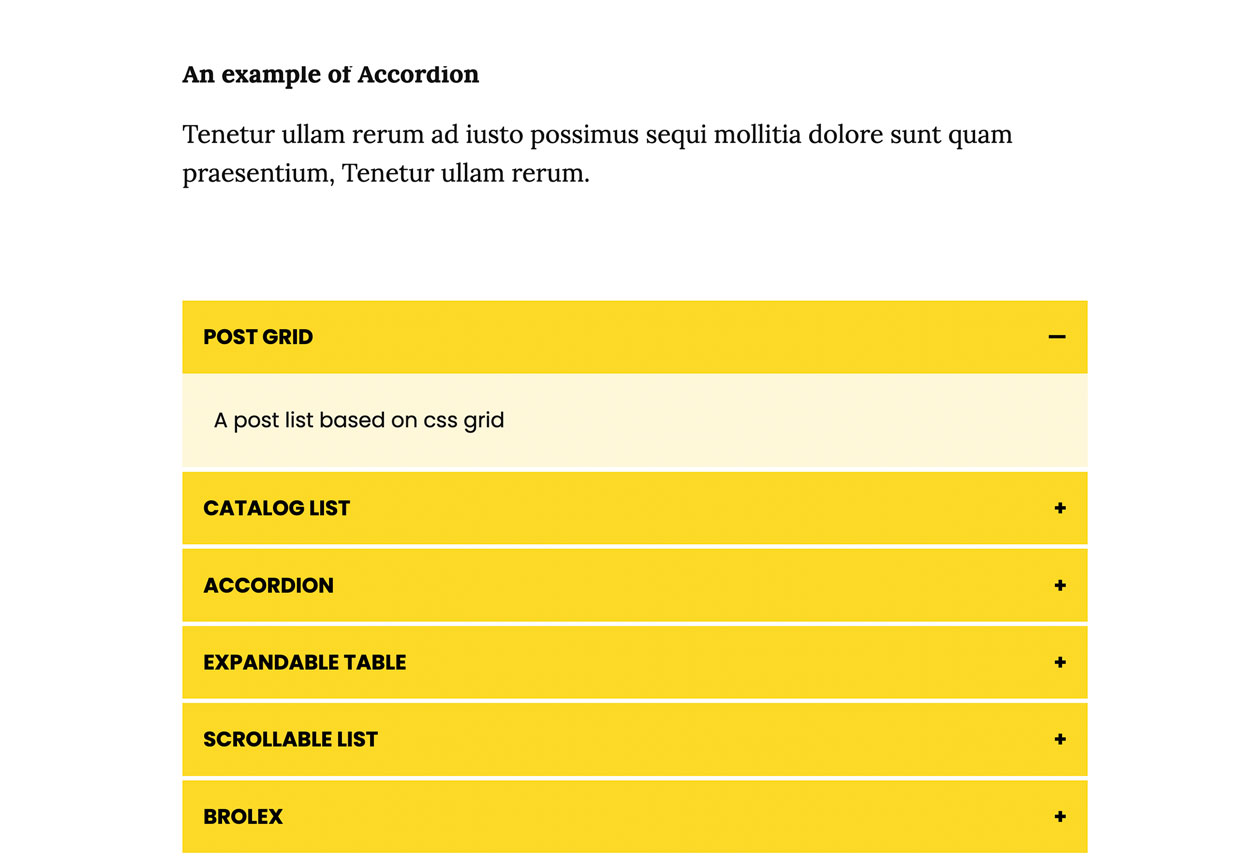 An example of Accordion
Tenetur ullam rerum ad iusto possimus sequi mollitia dolore sunt quam
praesentium, Tenetur ullam rerum.
POST GRID –
A post list based on css grid
CATALOG LIST +
ACCORDION +
EXPANDABLE TABLE +
SCROLLABLE LIST +
BROLEX +